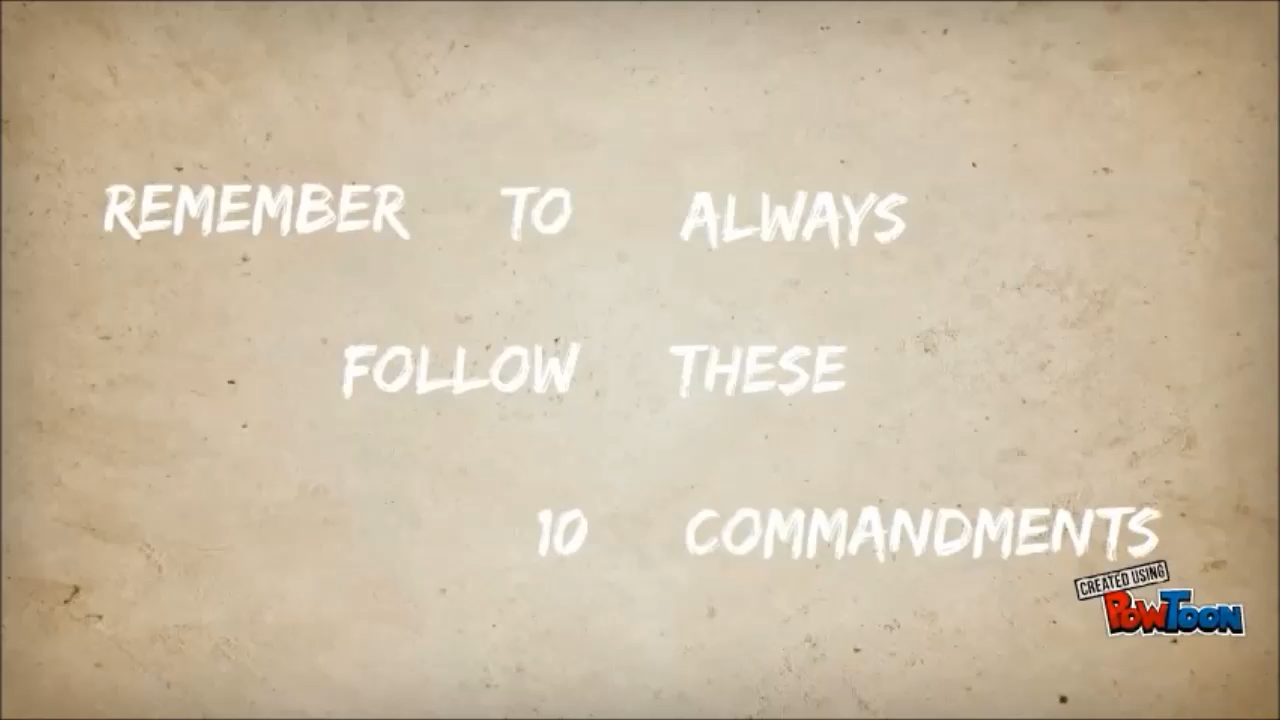 REMEMBER TO ALWAYS
FOLLOW THESE
10 COMMANDMENTS
CREATED USING
POWTOON